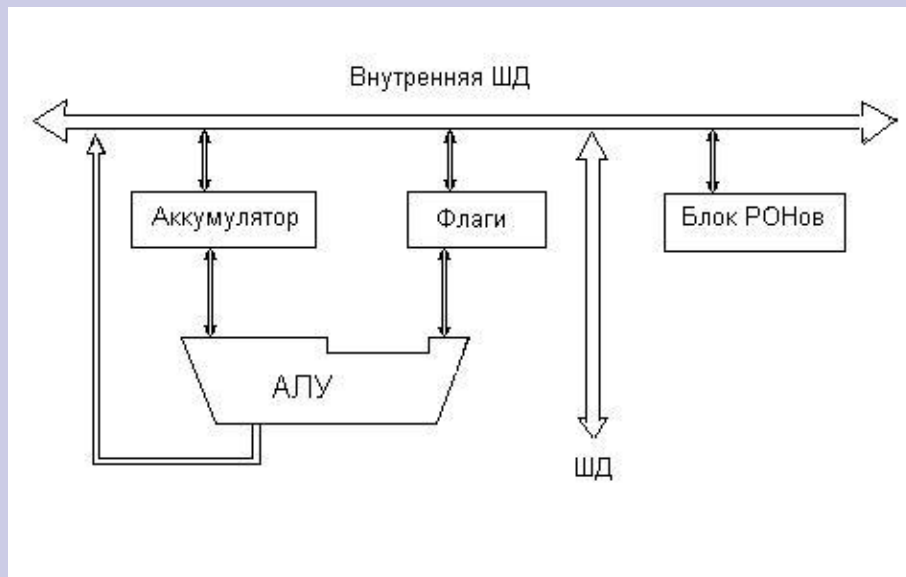 Внутренняя ШД
Аккумулятор
Флаги
Блок РОНов
АЛУ
ШД